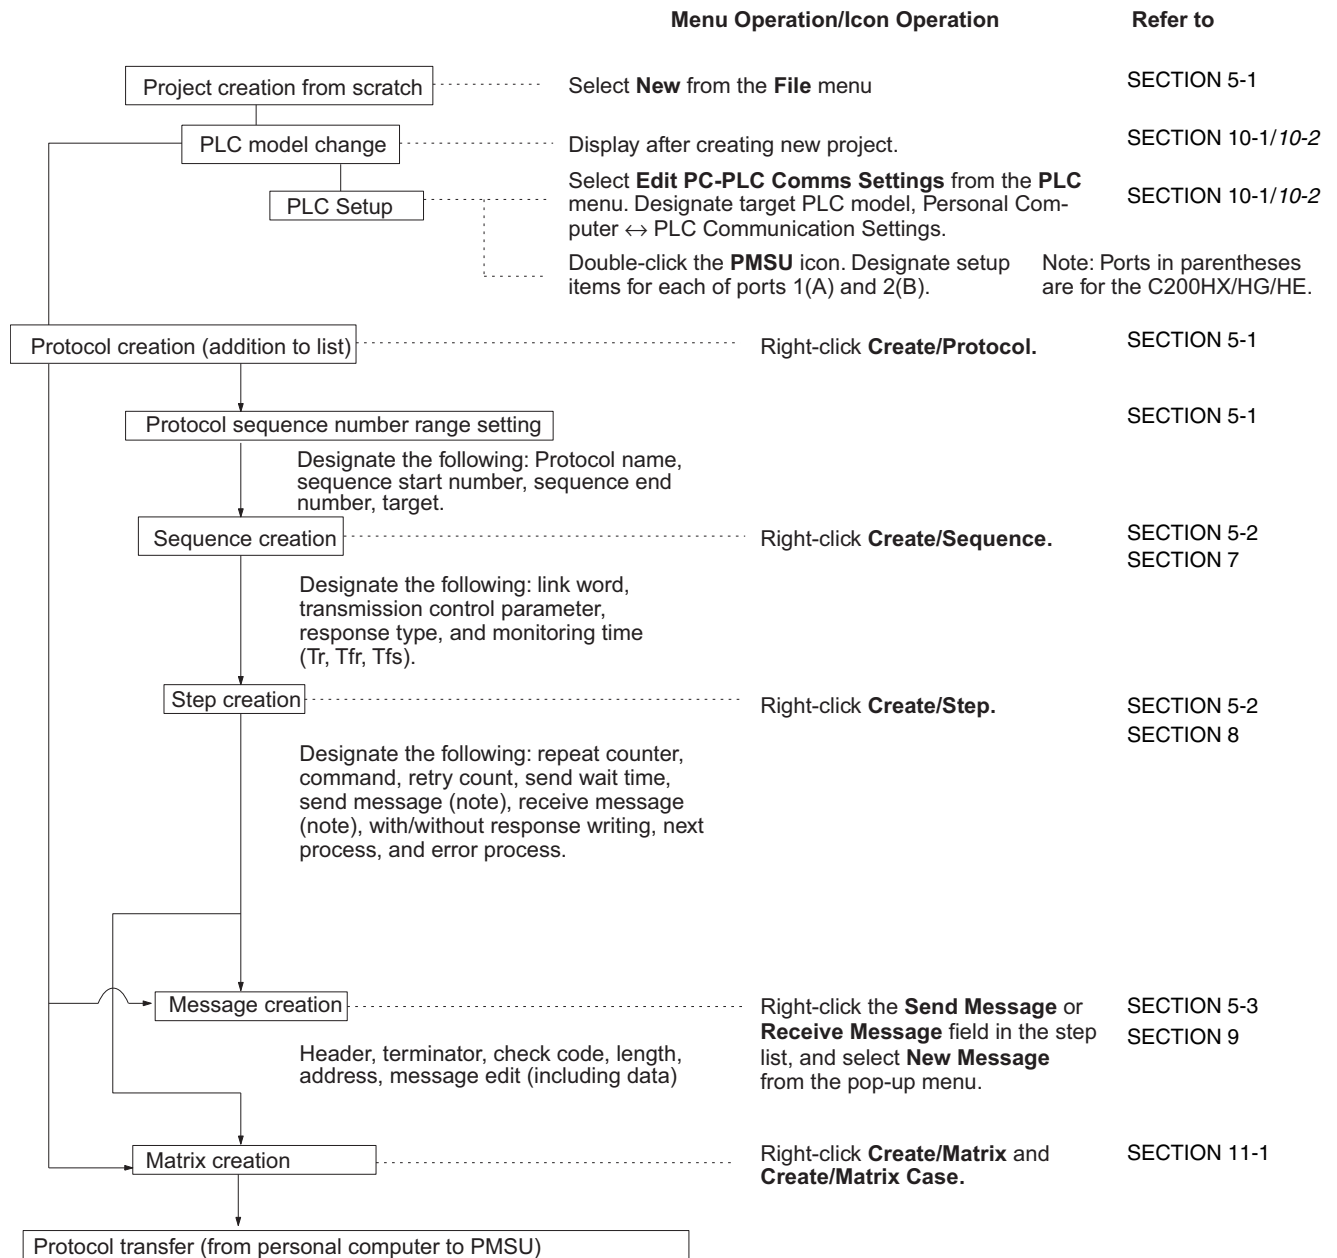 Menu Operation/Icon Operation
Refer to
Project creation from scratch
Select New from the File menu
SECTION 5-1
PLC model change
Display after creating new project.
SECTION 10-1/10-2
PLC Setup
Select Edit PC-PLC Comms Settings from the PLC
menu. Designate target PLC model, Personal Com-
puter ↔ PLC Communication Settings.
SECTION 10-1/10-2
Double-click the PMSU icon. Designate setup
items for each of ports 1(A) and 2(B).
Note: Ports in parentheses
are for the C200HX/HG/HE.
Protocol creation (addition to list)
Right-click Create/Protocol.
SECTION 5-1
Protocol sequence number range setting
SECTION 5-1
Designate the following: Protocol name,
sequence start number, sequence end
number, target.
Sequence creation
Right-click Create/Sequence.
SECTION 5-2
SECTION 7
Designate the following: link word,
transmission control parameter,
response type, and monitoring time
(Tr, Tfr, Tfs).
Step creation
Right-click Create/Step.
SECTION 5-2
SECTION 8
Designate the following: repeat counter,
command, retry count, send wait time,
send message (note), receive message
(note), with/without response writing, next
process, and error process.
Message creation
Right-click the Send Message or
Receive Message field in the step
list, and select New Message
from the pop-up menu.
SECTION 5-3
SECTION 9
Header, terminator, check code, length,
address, message edit (including data)
Matrix creation
Right-click Create/Matrix and
Create/Matrix Case.
SECTION 11-1
Protocol transfer (from personal computer to PMSU)